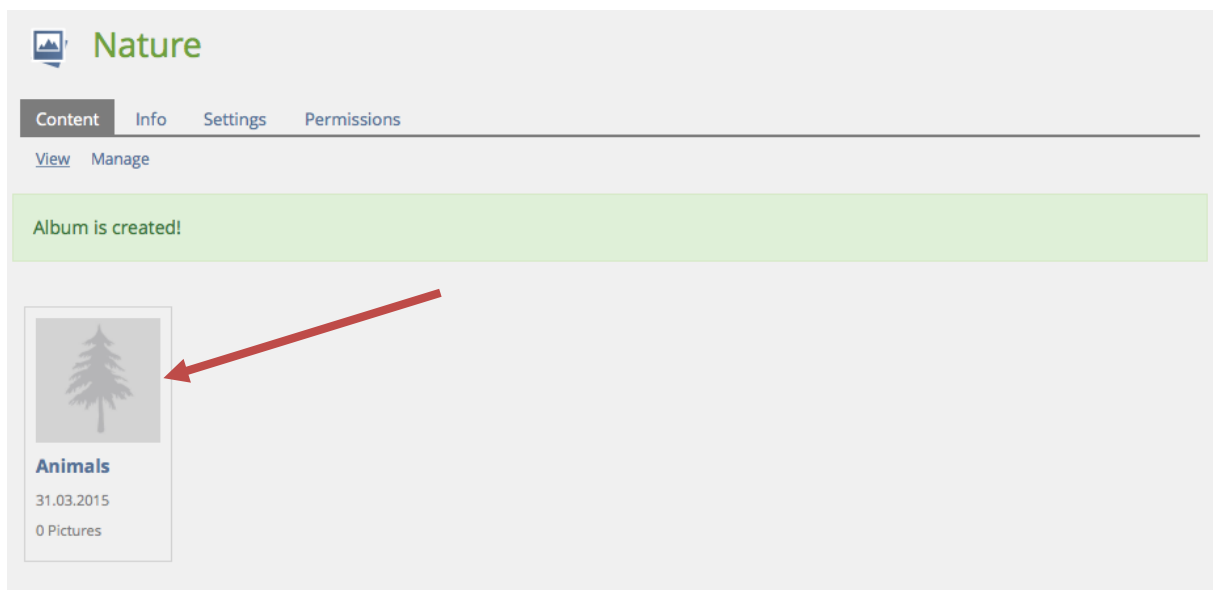 Nature
Content Info Settings Permissions
View Manage
Album is created!
Animals
31.03.2015
0 Pictures